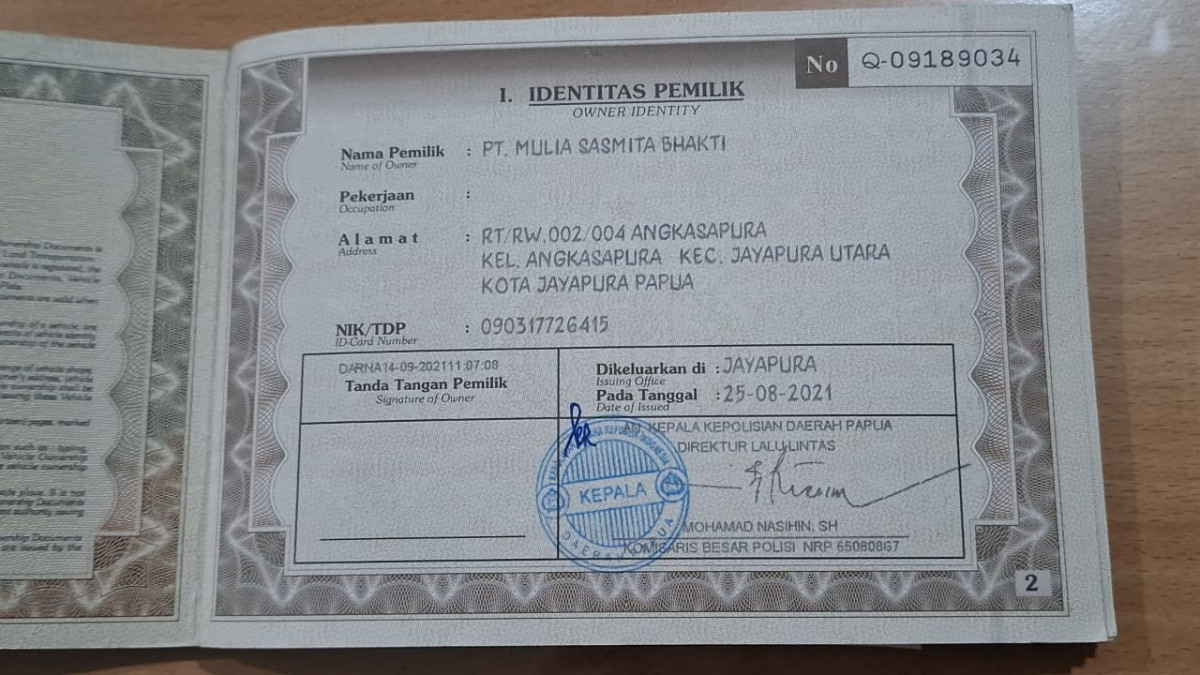 No Q-09189034
I. IDENTITAS PEMILIK
OWNER IDENTITY
Nama Pemilik : PT. MULIA SASMITA BHAKTI
Name of Owner
Pekerjaan :
Occupation
Alamat : RT/RW.002/004 ANGKASAPURA
Address
KEL. ANGKASAPURA KEC. JAYAPURA UTARA
KOTA JAYAPURA PAPUA
NIK/TDP : 090317726415
ID-Card Number
DARNA14-09-202111:07:08
Tanda Tangan Pemilik
Signature of Owner
Dikeluarkan di : JAYAPURA
Issuing Office
Pada Tanggal : 25-08-2021
Date of Issued
AN. KEPALA KEPOLISIAN DAERAH PAPUA
DIREKTUR LALU LINTAS
KEPALA
MOHAMAD NASIHIN, SH
KOMISARIS BESAR POLISI NRP 65080867
2